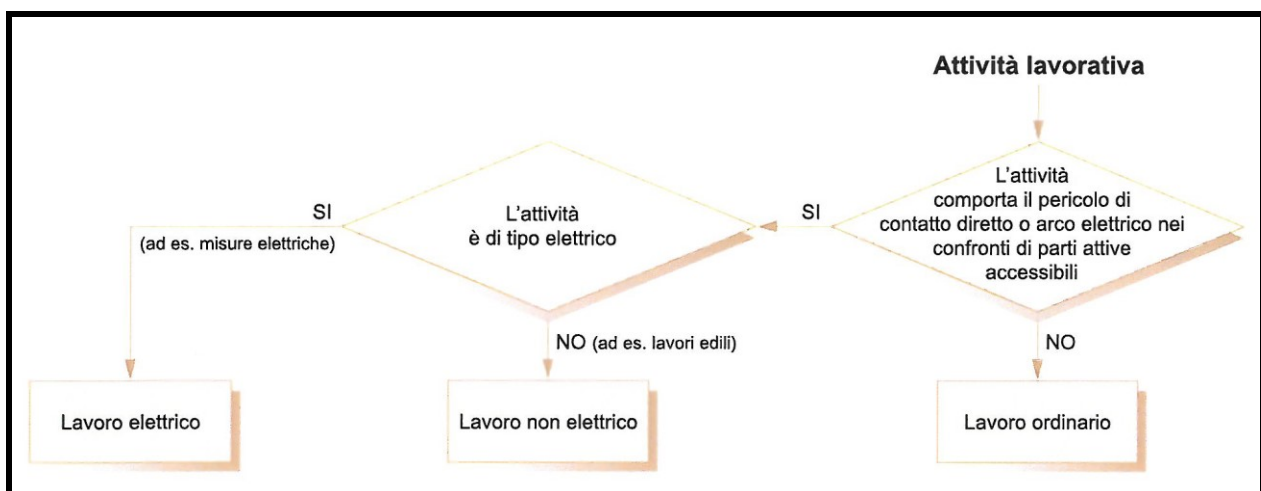 Attività lavorativa
L'attività
comporta il pericolo di
contatto diretto o arco elettrico nei
confronti di parti attive
accessibili
SI
NO
Lavoro ordinario
L'attività
è di tipo elettrico
SI
(ad es. misure elettriche)
NO (ad es. lavori edili)
Lavoro elettrico
Lavoro non elettrico